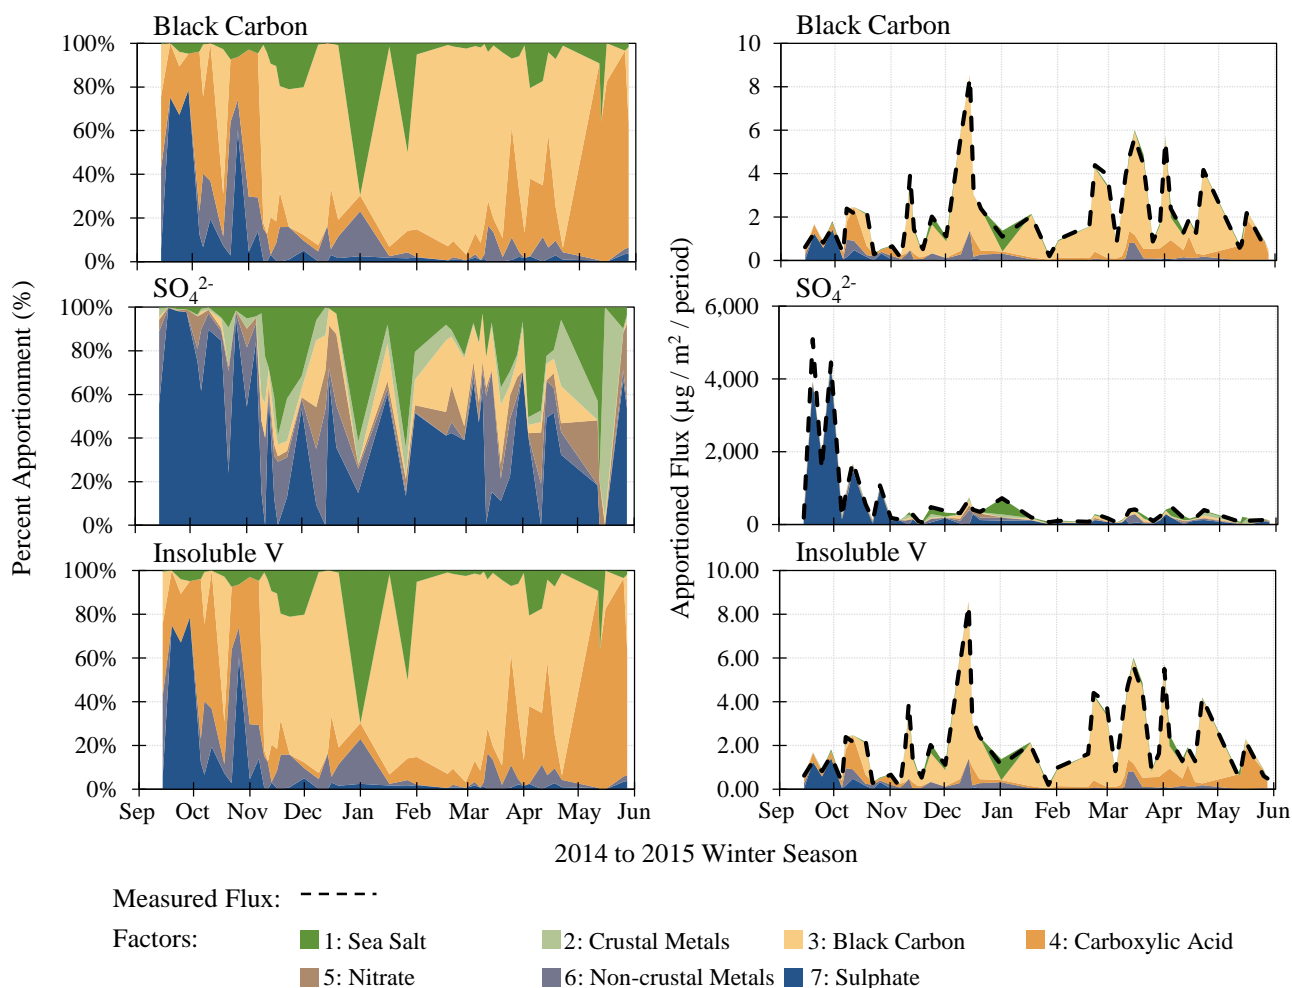 Black Carbon
100%
80%
60%
40%
20%
0%
SO₄²⁻
100%
80%
60%
40%
20%
0%
Insoluble V
100%
80%
60%
40%
20%
0%
Sep Oct Nov Dec Jan Feb Mar Apr May Jun
Percent Apportionment (%)
Black Carbon
10
8
6
4
2
0
SO₄²⁻
6,000
4,000
2,000
0
Insoluble V
10.00
8.00
6.00
4.00
2.00
0.00
Sep Oct Nov Dec Jan Feb Mar Apr May Jun
Apportioned Flux (µg / m² / period)
2014 to 2015 Winter Season
Measured Flux:
Factors:
1: Sea Salt 2: Crustal Metals 3: Black Carbon 4: Carboxylic Acid
5: Nitrate 6: Non-crustal Metals 7: Sulphate